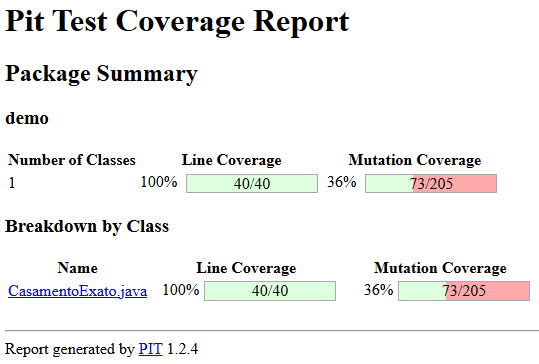 Pit Test Coverage Report
Package Summary
demo
Number of Classes Line Coverage Mutation Coverage
1 100% 40/40 36% 73/205
Breakdown by Class
Name Line Coverage Mutation Coverage
CasamentoExato.java 100% 40/40 36% 73/205
Report generated by PIT 1.2.4